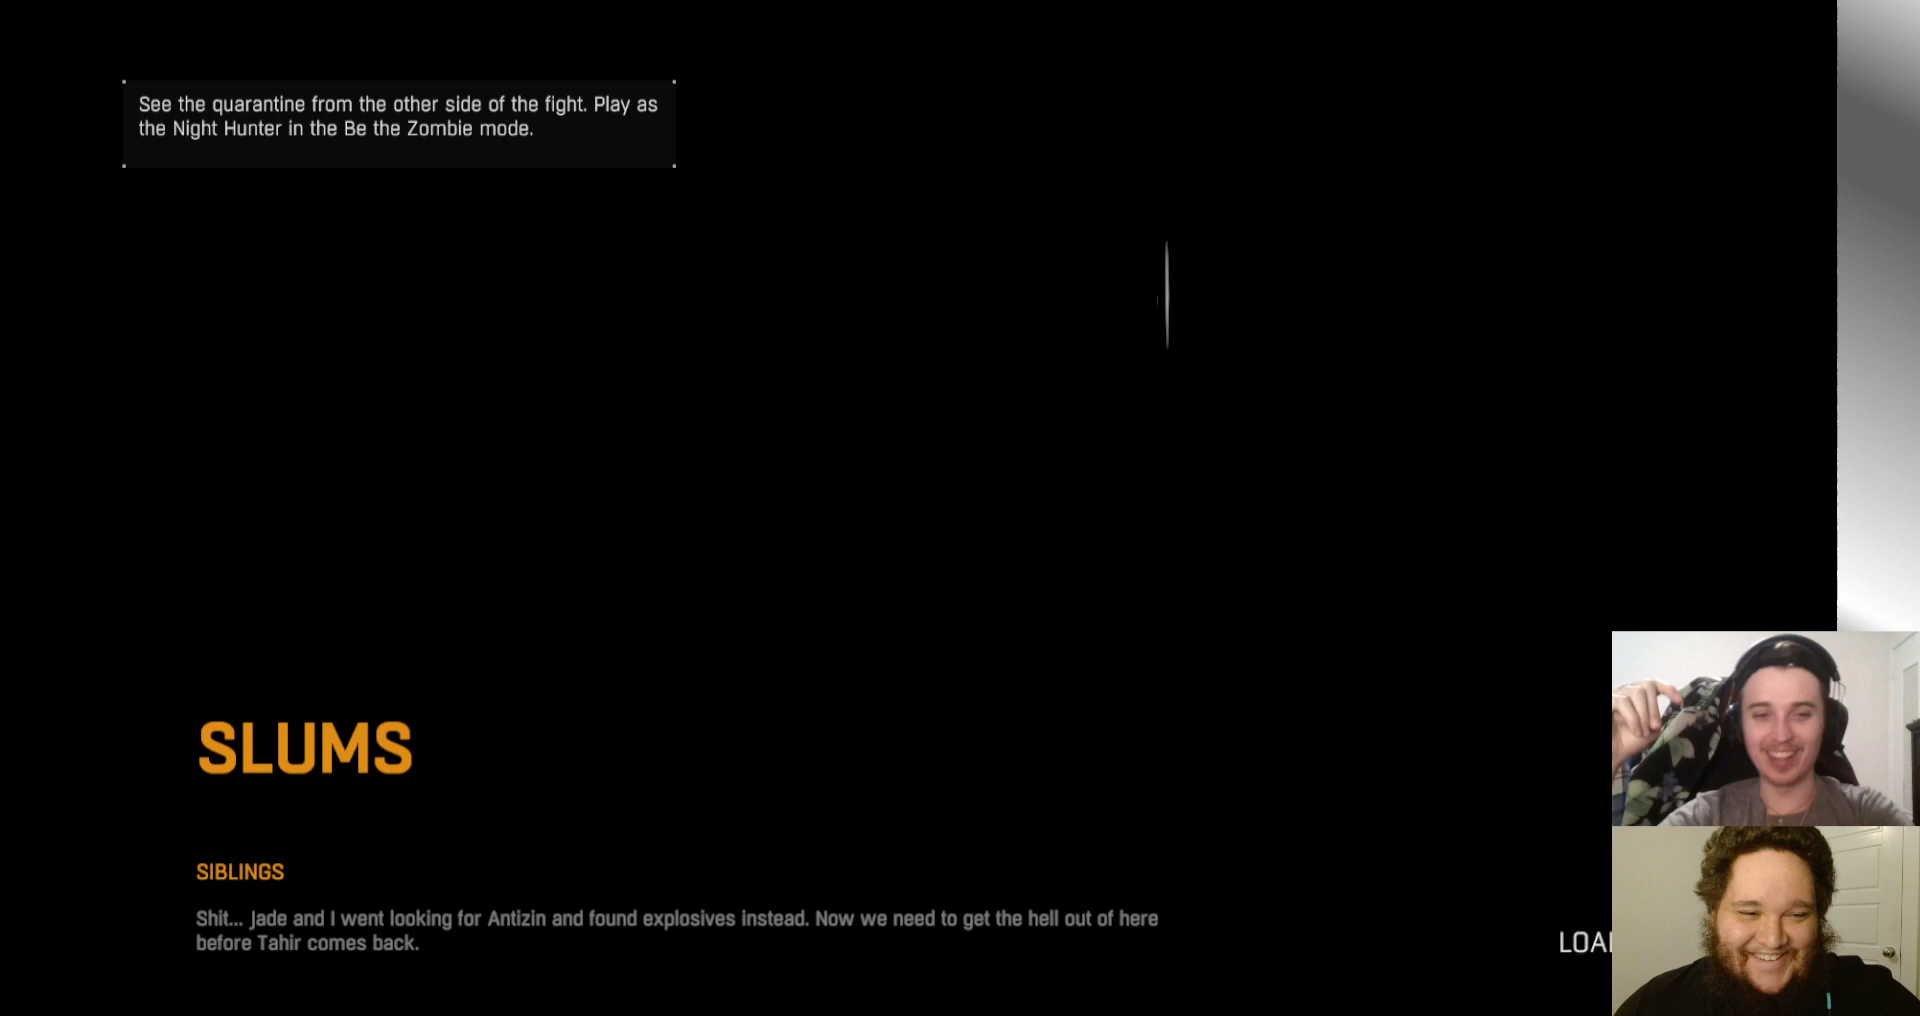 See the quarantine from the other side of the fight. Play as
the Night Hunter in the Be the Zombie mode.
SLUMS
SIBLINGS
Shit... Jade and I went looking for Antizin and found explosives instead. Now we need to get the hell out of here
before Tahir comes back.
LOA